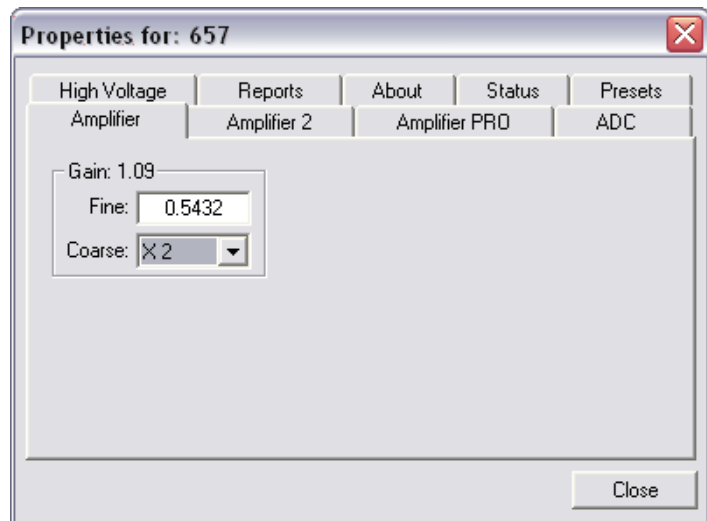 Properties for: 657
High Voltage Reports About Status Presets
Amplifier Amplifier 2 Amplifier PRO ADC
Gain: 1.09
Fine: 0.5432
Coarse: X 2
Close